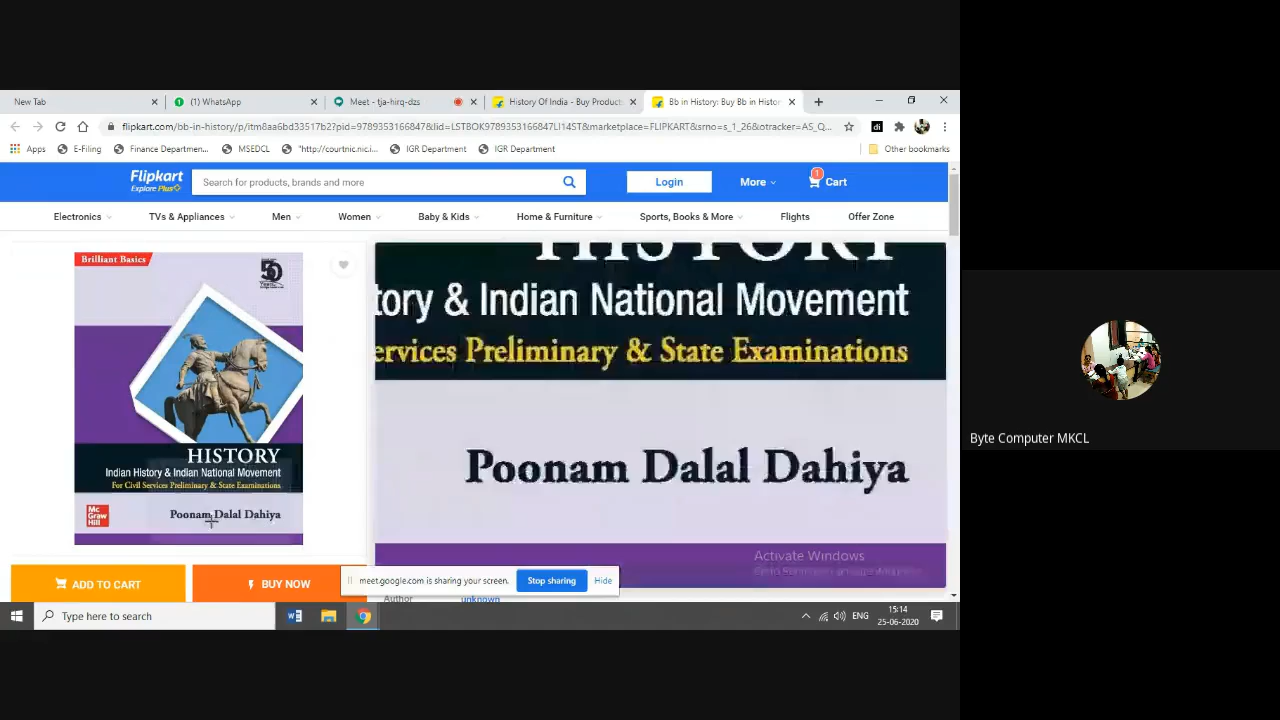 New Tab
(1) WhatsApp
Meet - tja-hirq-dzs
History Of India - Buy Product
Bb in History: Buy Bb in Histor
flipkart.com/bb-in-history/p/itm8aa6bd33517b2?pid=9789353166847&lid=LSTBOK9789353166847LI14ST&marketplace=FLIPKART&srno=s_1_26&otracker=AS_Q...
Apps
E-Filing
Finance Departmen...
MSEDCL
"http://courtnic.nic.i...
IGR Department
IGR Department
Other bookmarks
Flipkart
Explore Plus
Search for products, brands and more
Login
More
1
Cart
Electronics
TVs & Appliances
Men
Women
Baby & Kids
Home & Furniture
Sports, Books & More
Flights
Offer Zone
Brilliant Basics
50
HISTORY
Indian History & Indian National Movement
For Civil Services Preliminary & State Examinations
Mc
Graw
Hill
Poonam Dalal Dahiya
HISTORY
tory & Indian National Movement
ervices Preliminary & State Examinations
Poonam Dalal Dahiya
Activate Windows
ADD TO CART
BUY NOW
meet.google.com is sharing your screen.
Stop sharing
Hide
Author
unknown
Type here to search
ENG
15:14
25-06-2020
Byte Computer MKCL